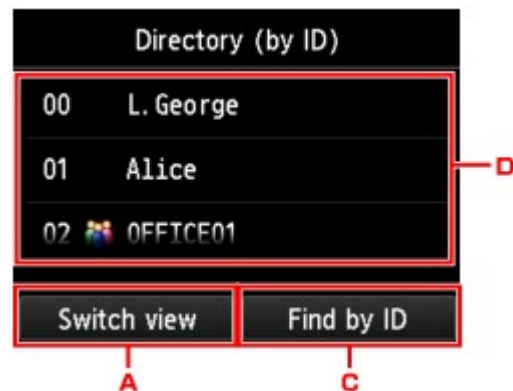 Directory (by ID)
00 L.George
01 Alice
02 OFFICE01
D
Switch view Find by ID
A C